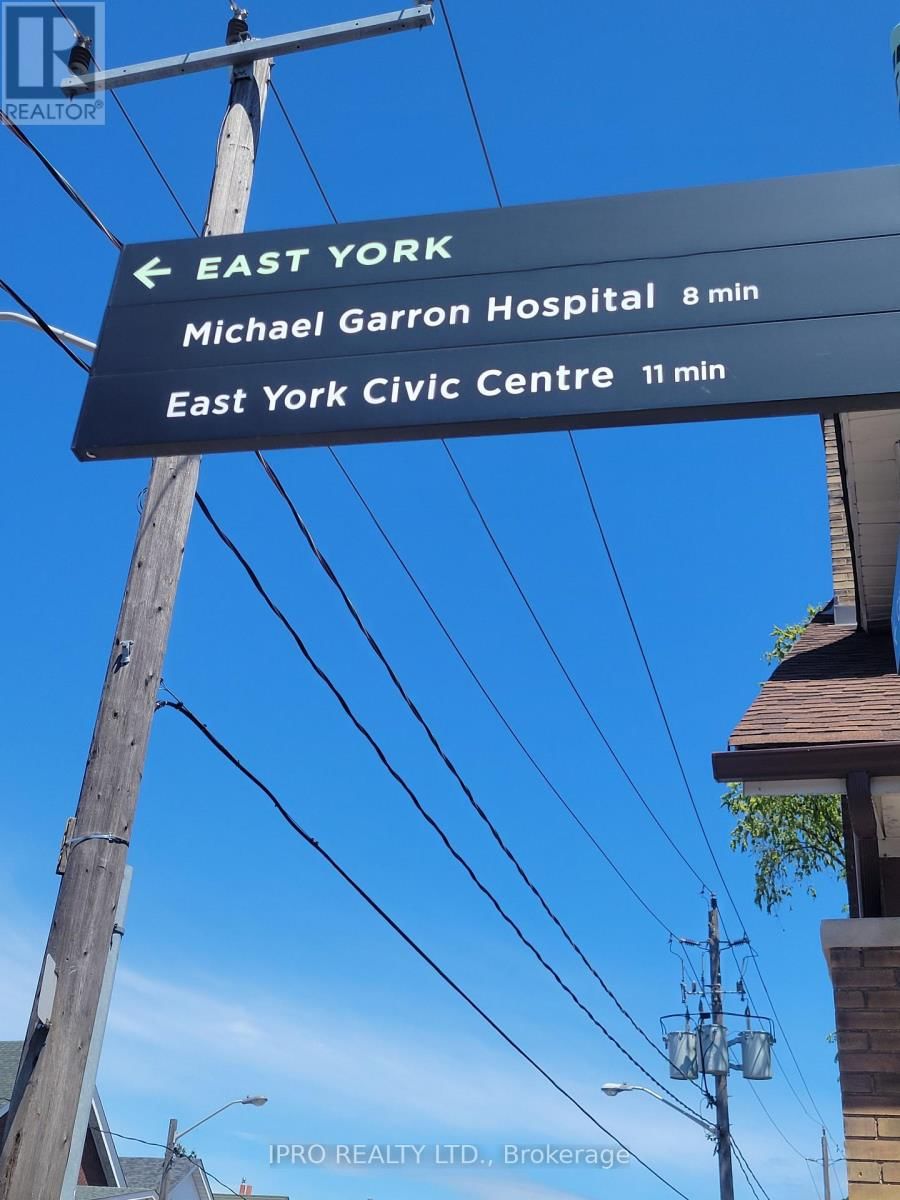 REALTOR®
← EAST YORK
Michael Garron Hospital 8 min
East York Civic Centre 11 min
IPRO REALTY LTD., Brokerage